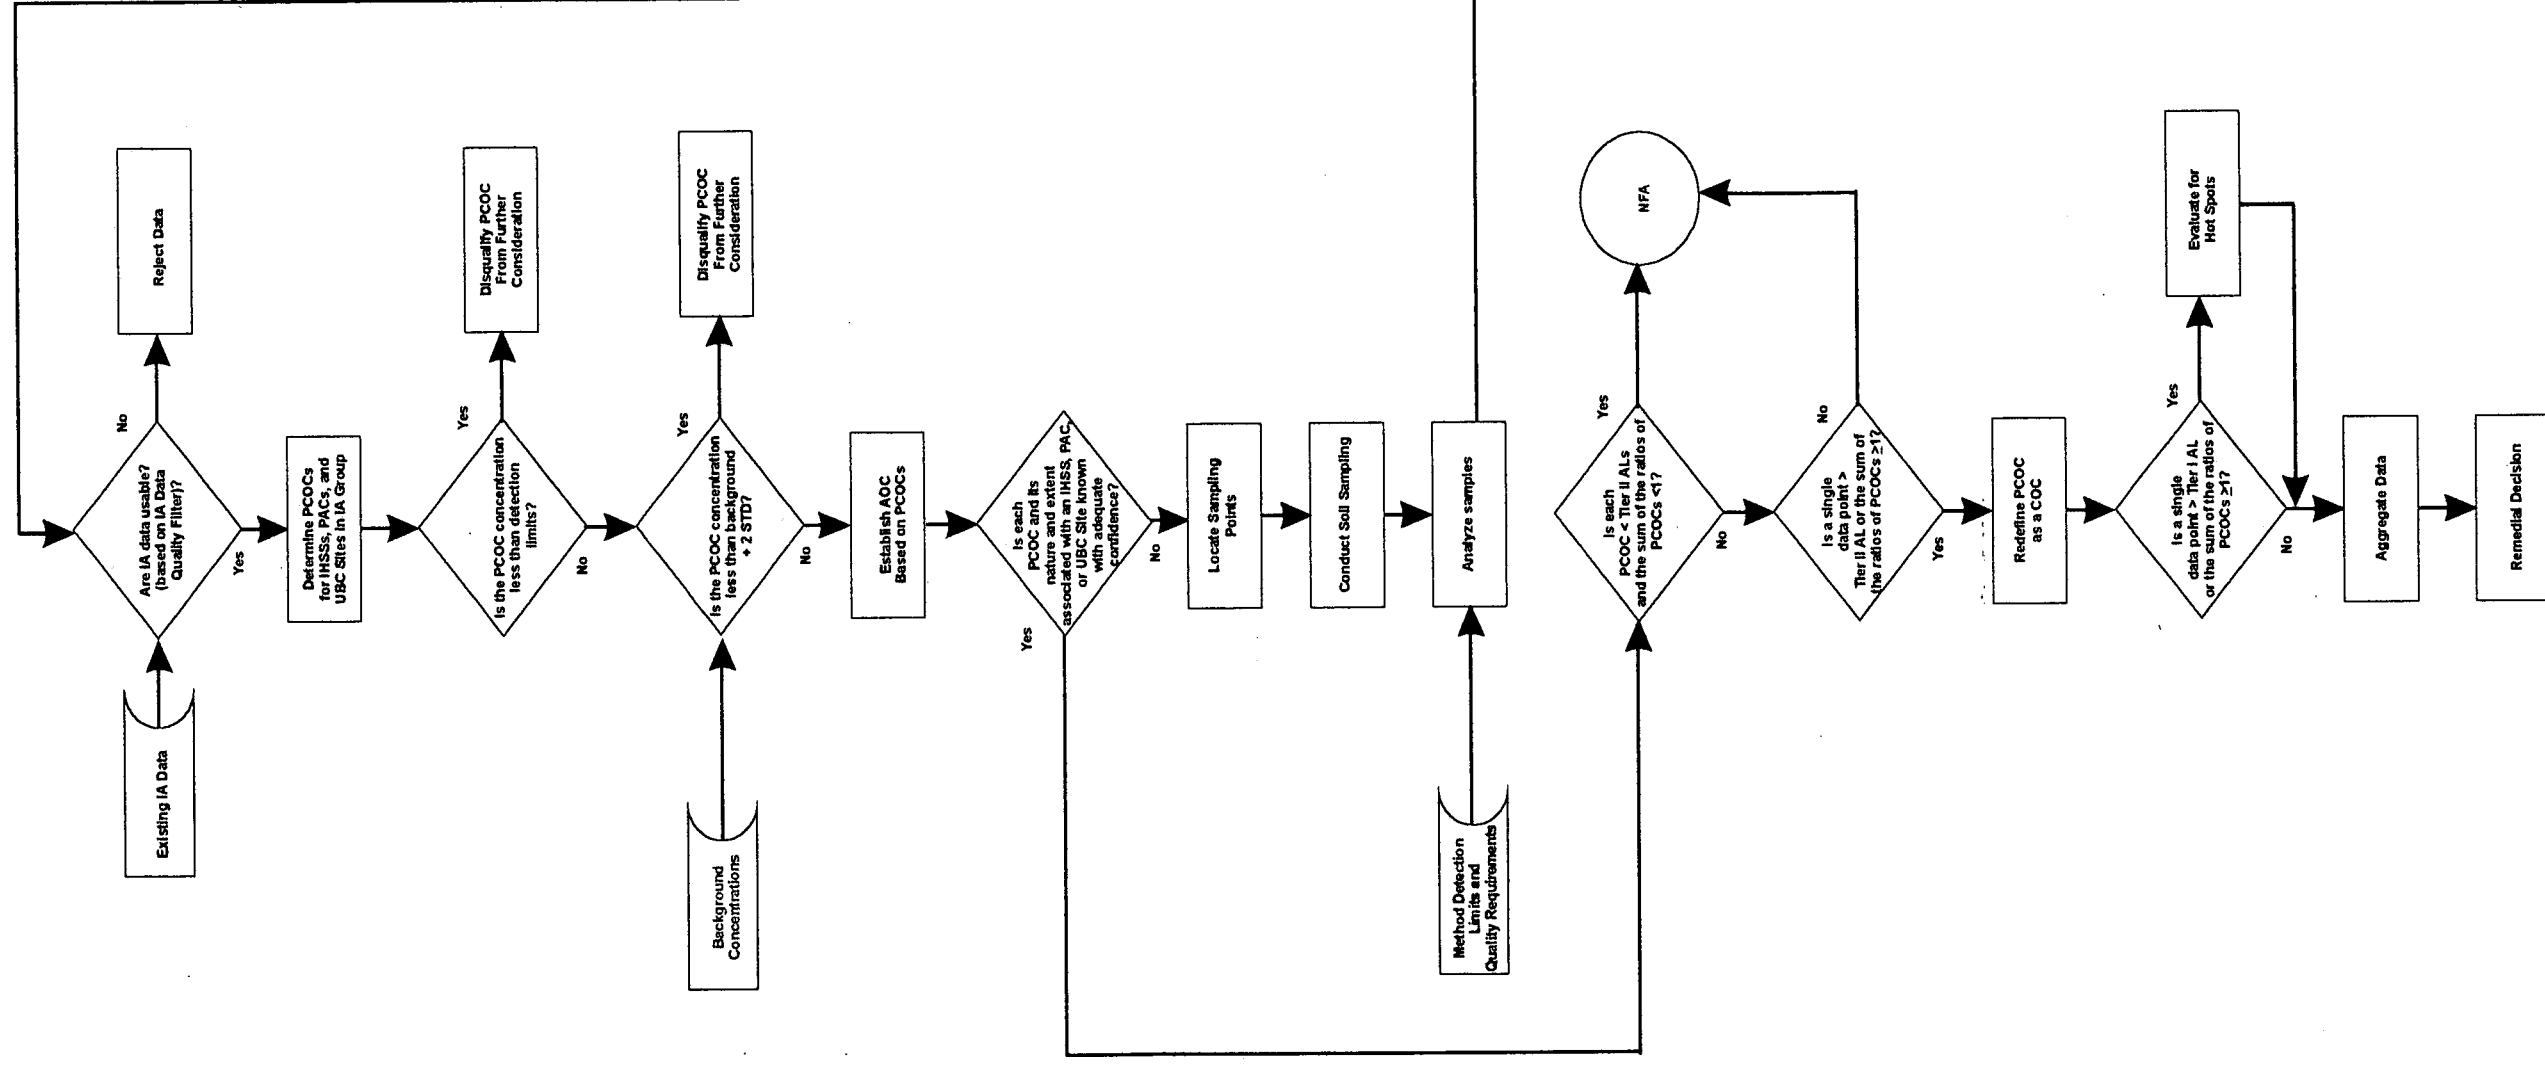 Existing IA Data
Are IA data usable?
(based on IA Data
Quality Filter)?
No
Reject Data
Yes
Determine PCOCs
for IHSSs, PACs, and
UBC Sites in IA Group
Is the PCOC concentration
less than detection
limits?
Yes
Disqualify PCOC
From Further
Consideration
No
Background
Concentrations
Is the PCOC concentration
less than background
+ 2 STD?
Yes
Disqualify PCOC
From Further
Consideration
No
Establish AOC
Based on PCOCs
Is each
PCOC and its
nature and extent
associated with an IHSS, PAC,
or UBC Site known
with adequate
confidence?
Yes
No
Locate Sampling
Points
Conduct Soil Sampling
Method Detection
Limits and
Quality Requirements
Analyze samples
Is each
PCOC < Tier II ALs
and the sum of the ratios of
PCOCs <1?
Yes
NFA
No
Is a single
data point >
Tier II AL or the sum of
the ratios of PCOCs ≥1?
No
Yes
Redefine PCOC
as a COC
Is a single
data point > Tier I AL
or the sum of the ratios of
PCOCs ≥1?
Yes
Evaluate for
Hot Spots
No
Aggregate Data
Remedial Decision